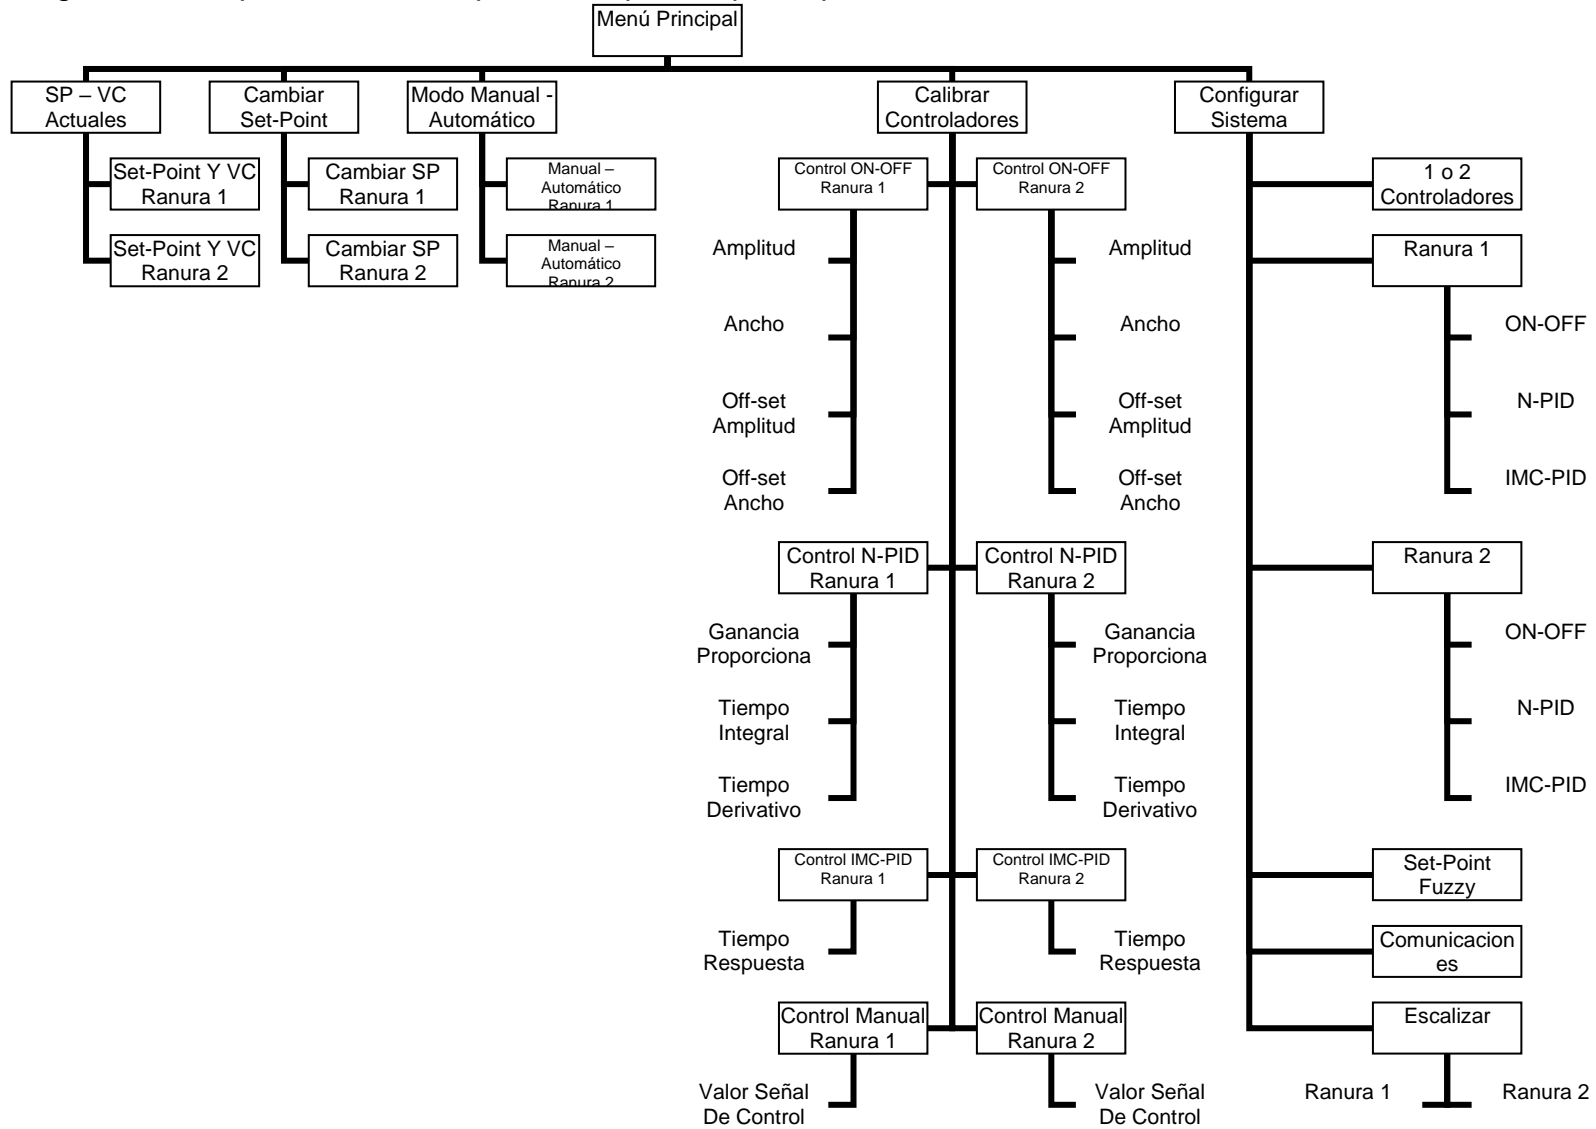 Menú Principal
SP – VC
Actuales
Cambiar
Set-Point
Modo Manual -
Automático
Calibrar
Controladores
Configurar
Sistema
Set-Point Y VC
Ranura 1
Set-Point Y VC
Ranura 2
Cambiar SP
Ranura 1
Cambiar SP
Ranura 2
Manual –
Automático
Ranura 1
Manual –
Automático
Ranura 2
Control ON-OFF
Ranura 1
Amplitud
Ancho
Off-set
Amplitud
Off-set
Ancho
Control ON-OFF
Ranura 2
Amplitud
Ancho
Off-set
Amplitud
Off-set
Ancho
Control N-PID
Ranura 1
Ganancia
Proporciona
Tiempo
Integral
Tiempo
Derivativo
Control N-PID
Ranura 2
Ganancia
Proporciona
Tiempo
Integral
Tiempo
Derivativo
Control IMC-PID
Ranura 1
Tiempo
Respuesta
Control IMC-PID
Ranura 2
Tiempo
Respuesta
Control Manual
Ranura 1
Valor Señal
De Control
Control Manual
Ranura 2
Valor Señal
De Control
1 o 2
Controladores
Ranura 1
ON-OFF
N-PID
IMC-PID
Ranura 2
ON-OFF
N-PID
IMC-PID
Set-Point
Fuzzy
Comunicacion
es
Escalizar
Ranura 1
Ranura 2